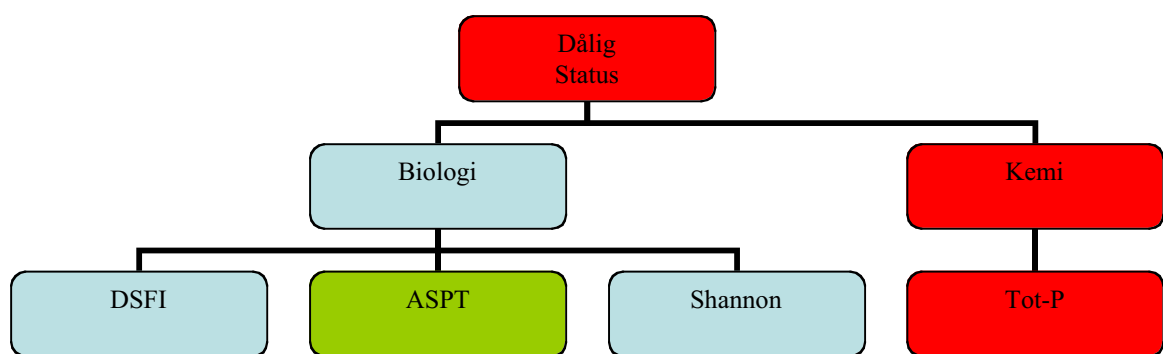 Dålig
Status
Biologi
Kemi
DSFI
ASPT
Shannon
Tot-P